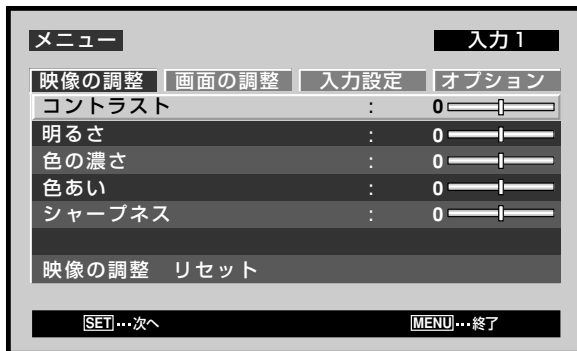 メニュー 入力1
映像の調整 画面の調整 入力設定 オプション
コントラスト : 0
明るさ : 0
色の濃さ : 0
色あい : 0
シャープネス : 0
映像の調整 リセット
SET…次へ MENU…終了